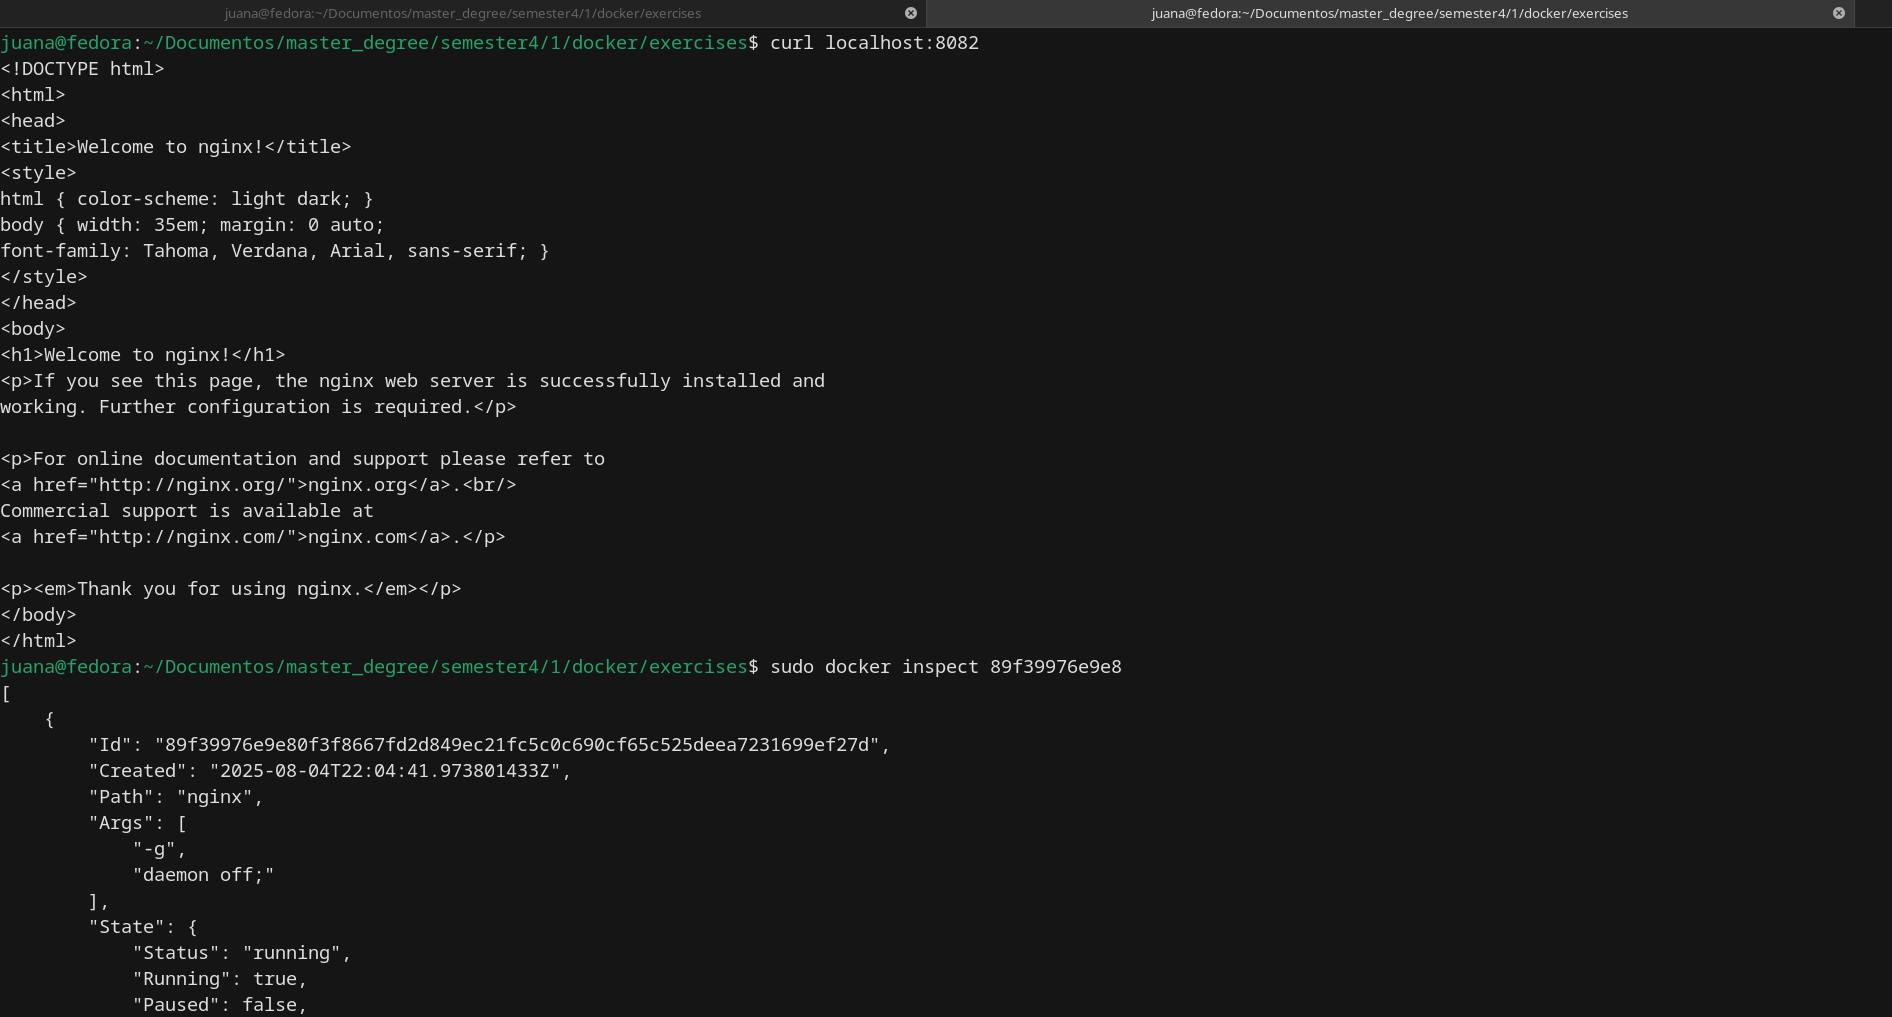 juana@fedora:~/Documentos/master_degree/semester4/1/docker/exercises
juana@fedora:~/Documentos/master_degree/semester4/1/docker/exercises
juana@fedora:~/Documentos/master_degree/semester4/1/docker/exercises$ curl localhost:8082
<!DOCTYPE html>
<html>
<head>
<title>Welcome to nginx!</title>
<style>
html { color-scheme: light dark; }
body { width: 35em; margin: 0 auto;
font-family: Tahoma, Verdana, Arial, sans-serif; }
</style>
</head>
<body>
<h1>Welcome to nginx!</h1>
<p>If you see this page, the nginx web server is successfully installed and
working. Further configuration is required.</p>

<p>For online documentation and support please refer to
<a href="http://nginx.org/">nginx.org</a>.<br/>
Commercial support is available at
<a href="http://nginx.com/">nginx.com</a>.</p>

<p><em>Thank you for using nginx.</em></p>
</body>
</html>
juana@fedora:~/Documentos/master_degree/semester4/1/docker/exercises$ sudo docker inspect 89f39976e9e8
[
    {
        "Id": "89f39976e9e80f3f8667fd2d849ec21fc5c0c690cf65c525deea7231699ef27d",
        "Created": "2025-08-04T22:04:41.973801433Z",
        "Path": "nginx",
        "Args": [
            "-g",
            "daemon off;"
        ],
        "State": {
            "Status": "running",
            "Running": true,
            "Paused": false,